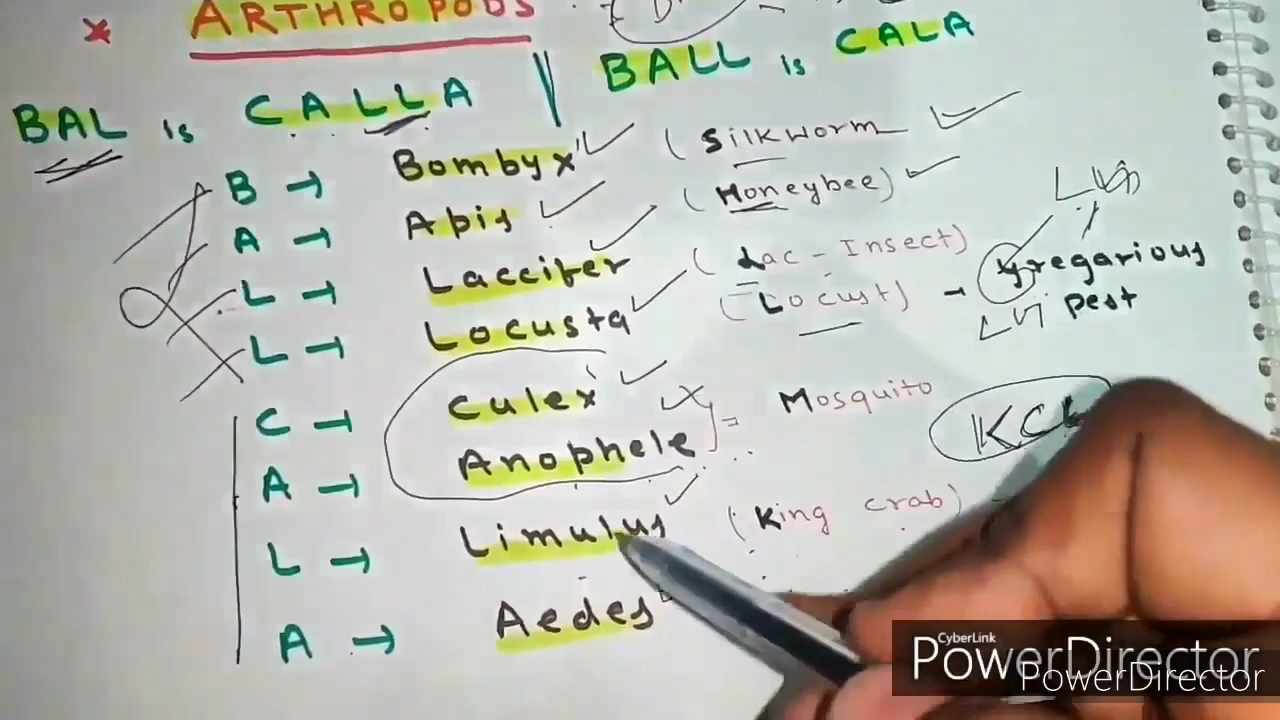 * ARTHROPODS
BAL is CALLA || BALL is CALA
B → Bombyx (Silkworm
A → Apis (Honeybee)
L → Laccifer (Lac-Insect)
L → Locusta (Locust) - gregarious pest
C → Culex
A → Anophele = Mosquito
L → Limulus (King crab)
A → Aedes
CyberLink
PowerDirector
PowerDirector